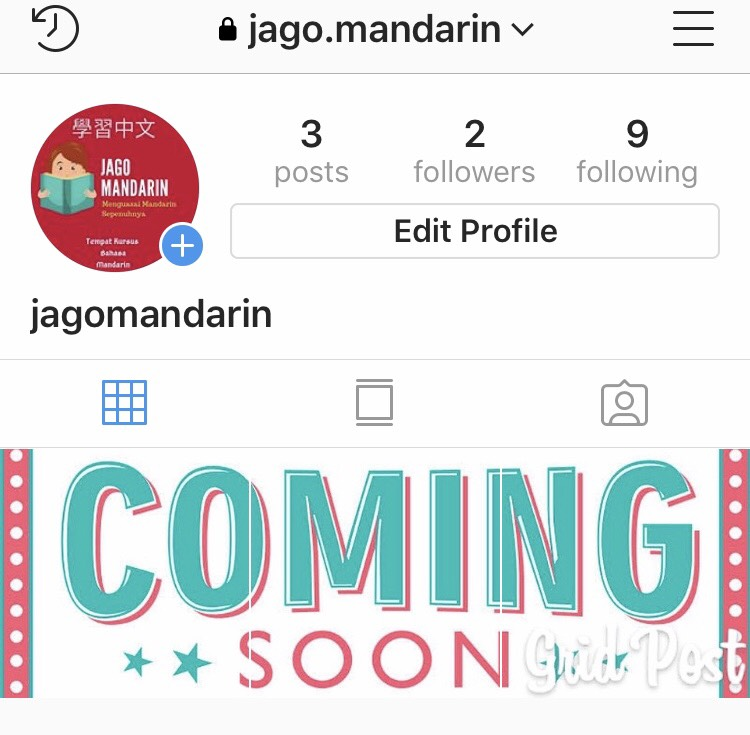 jago.mandarin
學習中文
JAGO
MANDARIN
Menguasai Mandarin
Sepenuhnya
Tempat Kursus
Bahasa
Mandarin
3
posts
2
followers
9
following
Edit Profile
jagomandarin
COMING
SOON
Grid Post